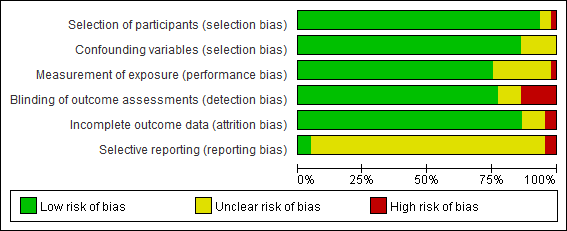 Selection of participants (selection bias)
Confounding variables (selection bias)
Measurement of exposure (performance bias)
Blinding of outcome assessments (detection bias)
Incomplete outcome data (attrition bias)
Selective reporting (reporting bias)
0% 25% 50% 75% 100%
Low risk of bias Unclear risk of bias High risk of bias